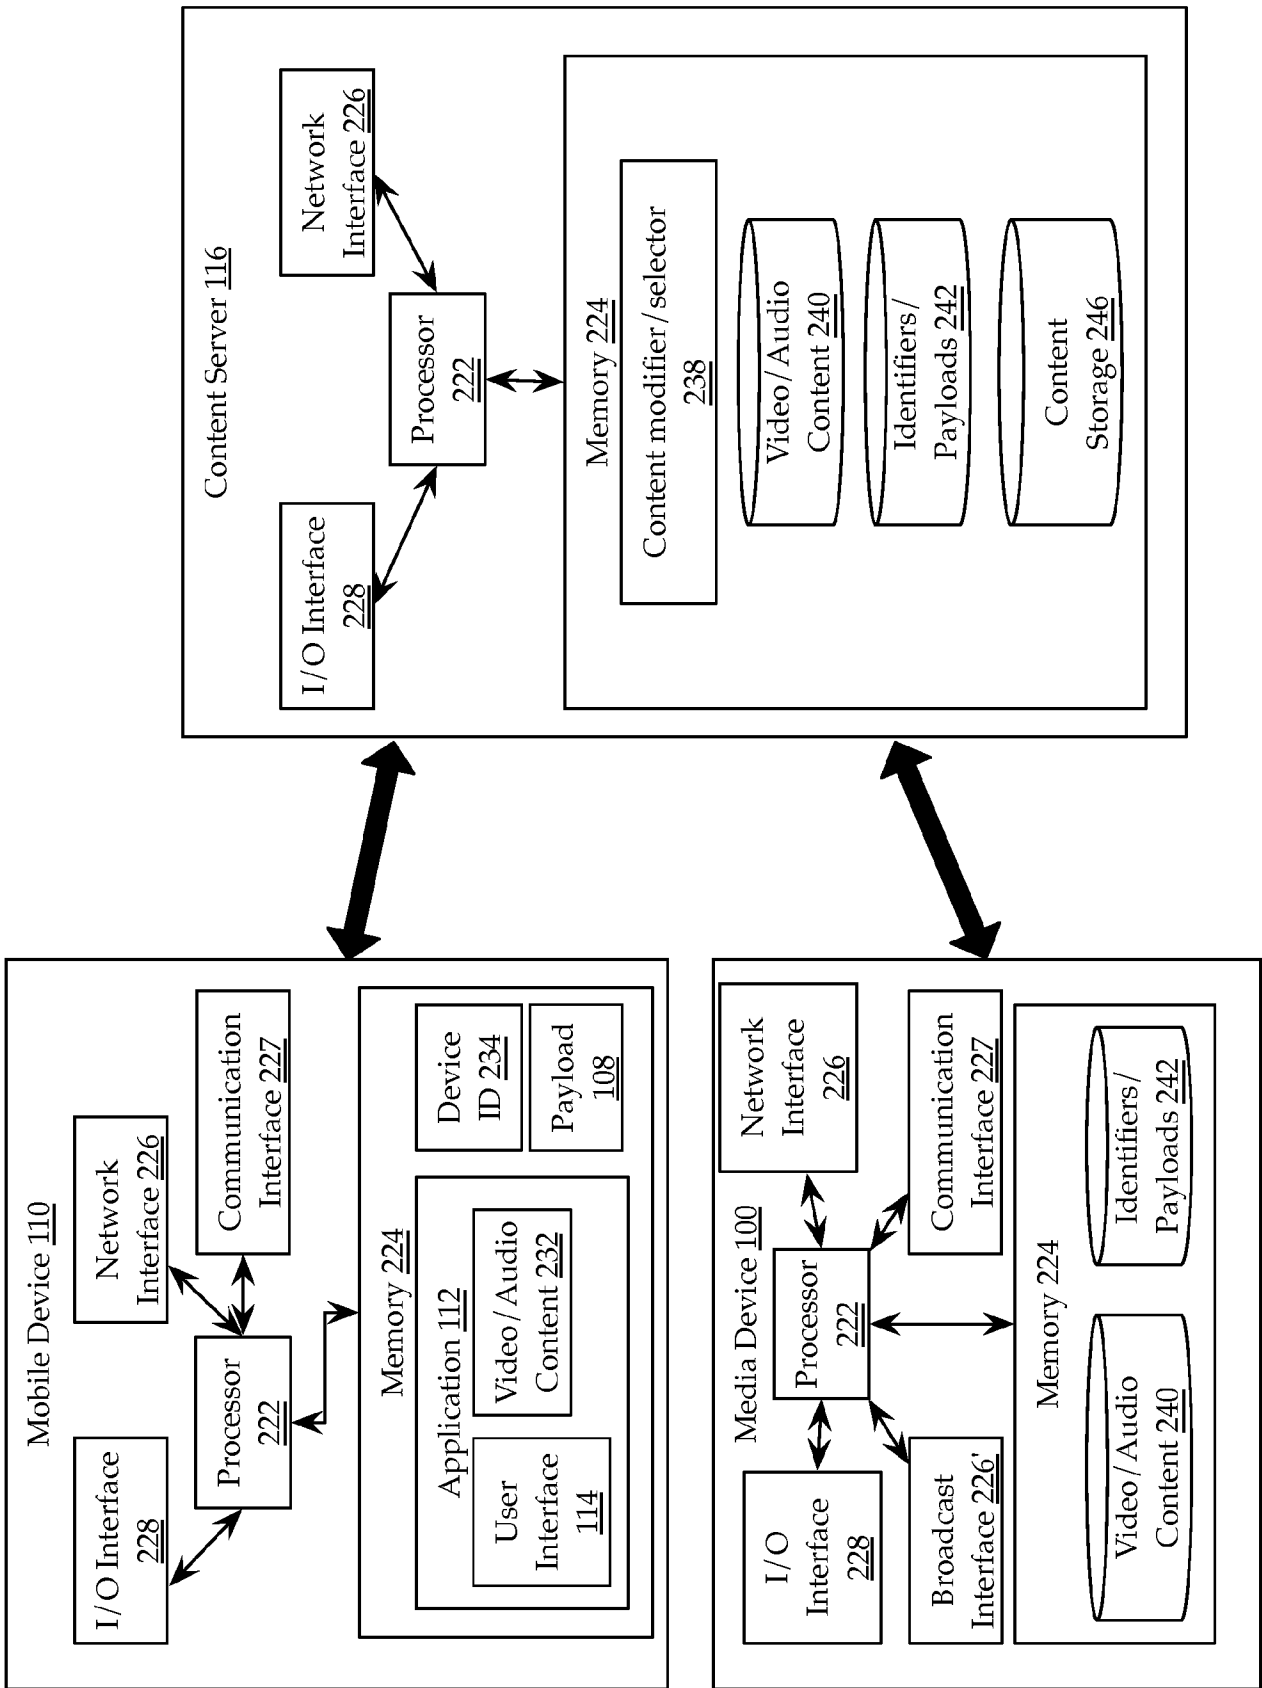 Mobile Device 110
I/O Interface
228
Network
Interface 226
Processor
222
Communication
Interface 227
Memory 224
Application 112
User
Interface
114
Video/Audio
Content 232
Device
ID 234
Payload
108
Media Device 100
I/O
Interface
228
Processor
222
Network
Interface
226
Broadcast
Interface 226'
Communication
Interface 227
Memory 224
Video/Audio
Content 240
Identifiers/
Payloads 242
Content Server 116
I/O Interface
228
Network
Interface 226
Processor
222
Memory 224
Content modifier/selector
238
Video/Audio
Content 240
Identifiers/
Payloads 242
Content
Storage 246